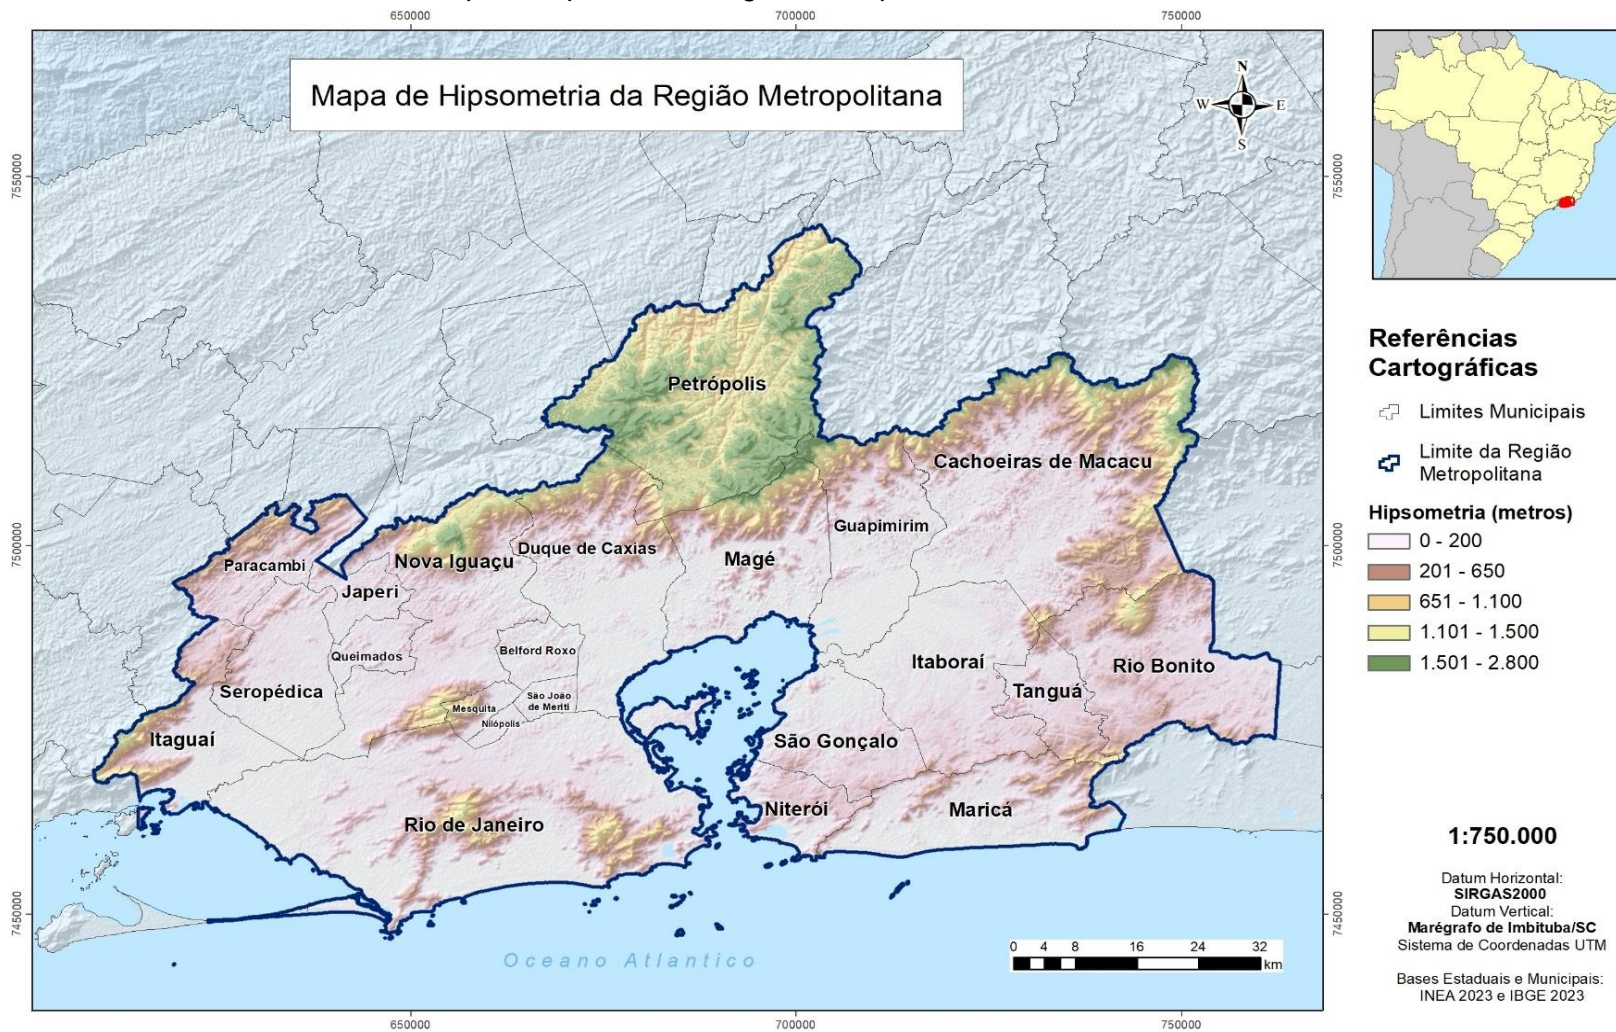 650000
700000
750000
Mapa de Hipsometria da Região Metropolitana
N
W
E
S
7550000
7550000
Petrópolis
Cachoeiras de Macacu
Guapimirim
7500000
7500000
Paracambi
Nova Iguaçu
Duque de Caxias
Magé
Japeri
Queimados
Belford Roxo
Itaboraí
Rio Bonito
Seropédica
Tanguá
São João
de Meriti
Mesquita
Nilópolis
Itaguaí
São Gonçalo
Niterói
Maricá
Rio de Janeiro
7450000
7450000
Oceano Atlantico
0 4 8 16 24 32
km
650000
700000
750000
Referências
Cartográficas
Limites Municipais
Limite da Região
Metropolitana
Hipsometria (metros)
0 - 200
201 - 650
651 - 1.100
1.101 - 1.500
1.501 - 2.800
1:750.000
Datum Horizontal:
SIRGAS2000
Datum Vertical:
Marégrafo de Imbituba/SC
Sistema de Coordenadas UTM
Bases Estaduais e Municipais:
INEA 2023 e IBGE 2023